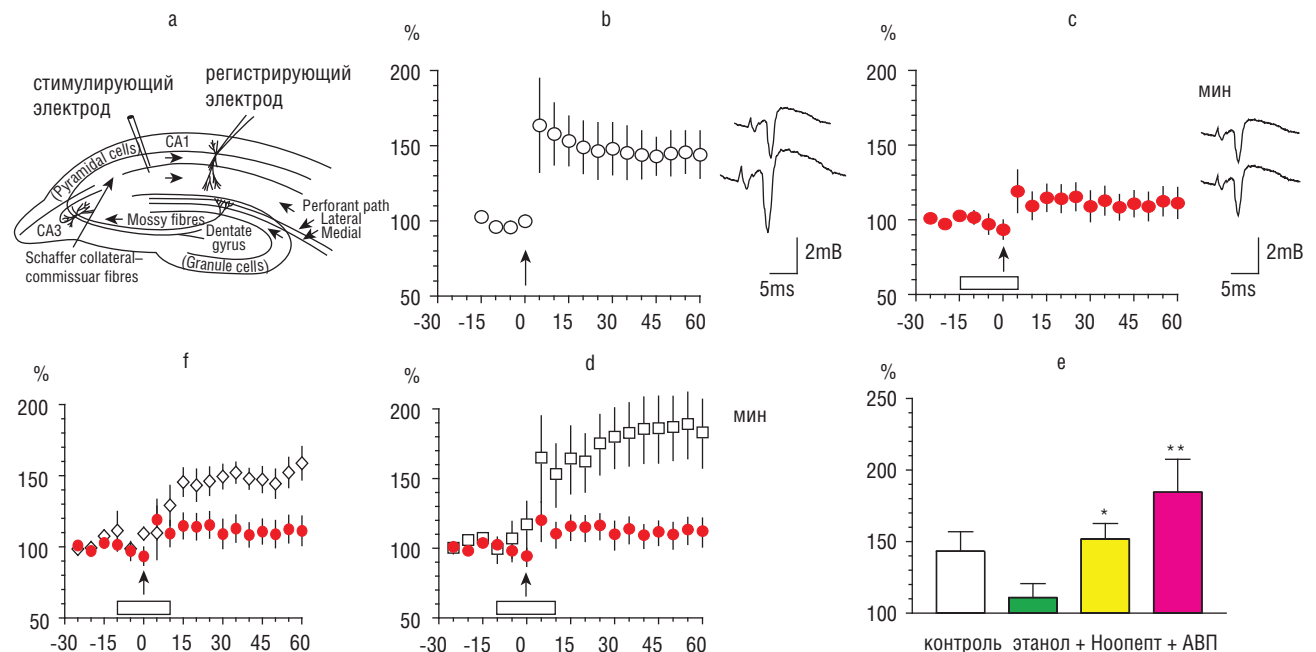 a
стимулирующий
электрод
регистрирующий
электрод
CA1
(Pyramidal cells)
CA3
Mossy fibres
Dentate
gyrus
(Granule cells)
Perforant path
Lateral
Medial
Schaffer collateral–
commissuar fibres
b
%
200
150
100
50
-30 -15 0 15 30 45 60
2mB
5ms
c
%
200
150
100
50
-30 -15 0 15 30 45 60
мин
2mB
5ms
f
%
200
150
100
50
-30 -15 0 15 30 45 60
d
%
200
150
100
50
-30 -15 0 15 30 45 60
мин
e
%
250
200
150
100
*
**
контроль этанол + Ноопепт + АВП